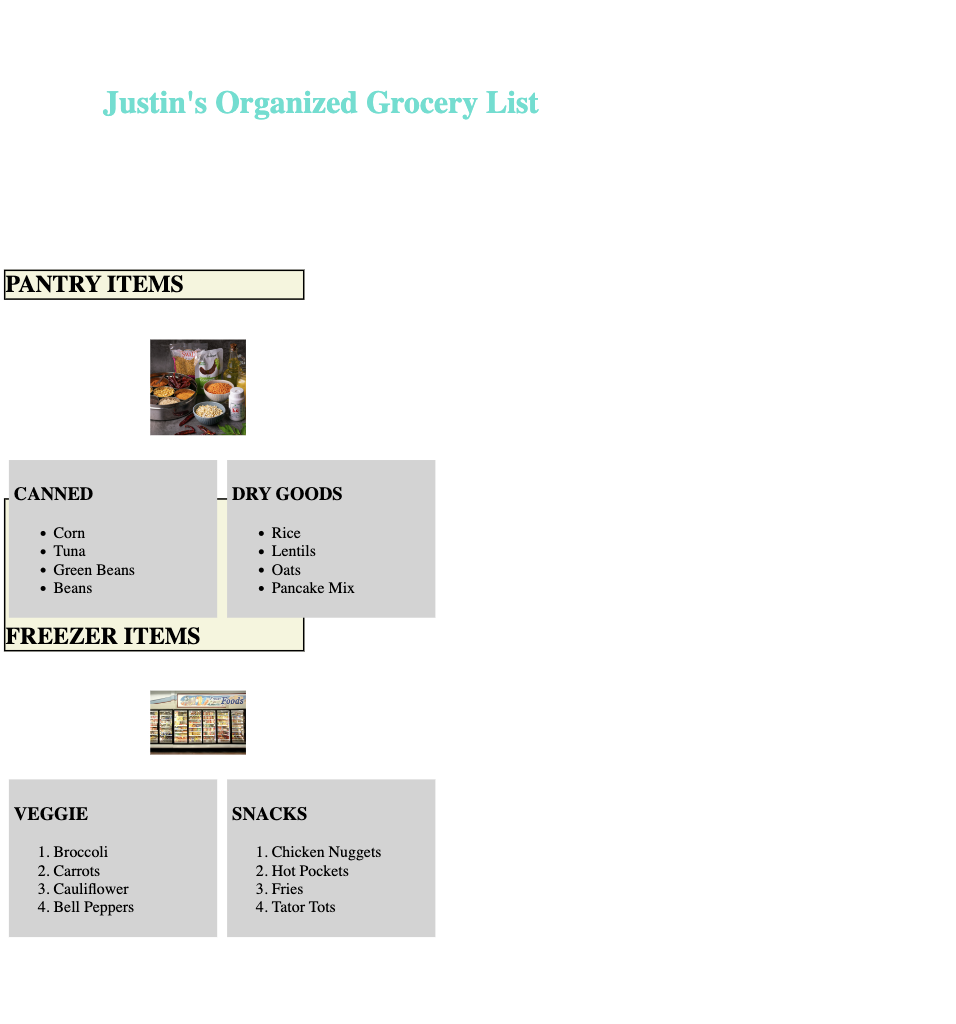 Justin's Organized Grocery List
PANTRY ITEMS
CANNED
• Corn
• Tuna
• Green Beans
• Beans
DRY GOODS
• Rice
• Lentils
• Oats
• Pancake Mix
FREEZER ITEMS
Foods
VEGGIE
1. Broccoli
2. Carrots
3. Cauliflower
4. Bell Peppers
SNACKS
1. Chicken Nuggets
2. Hot Pockets
3. Fries
4. Tator Tots